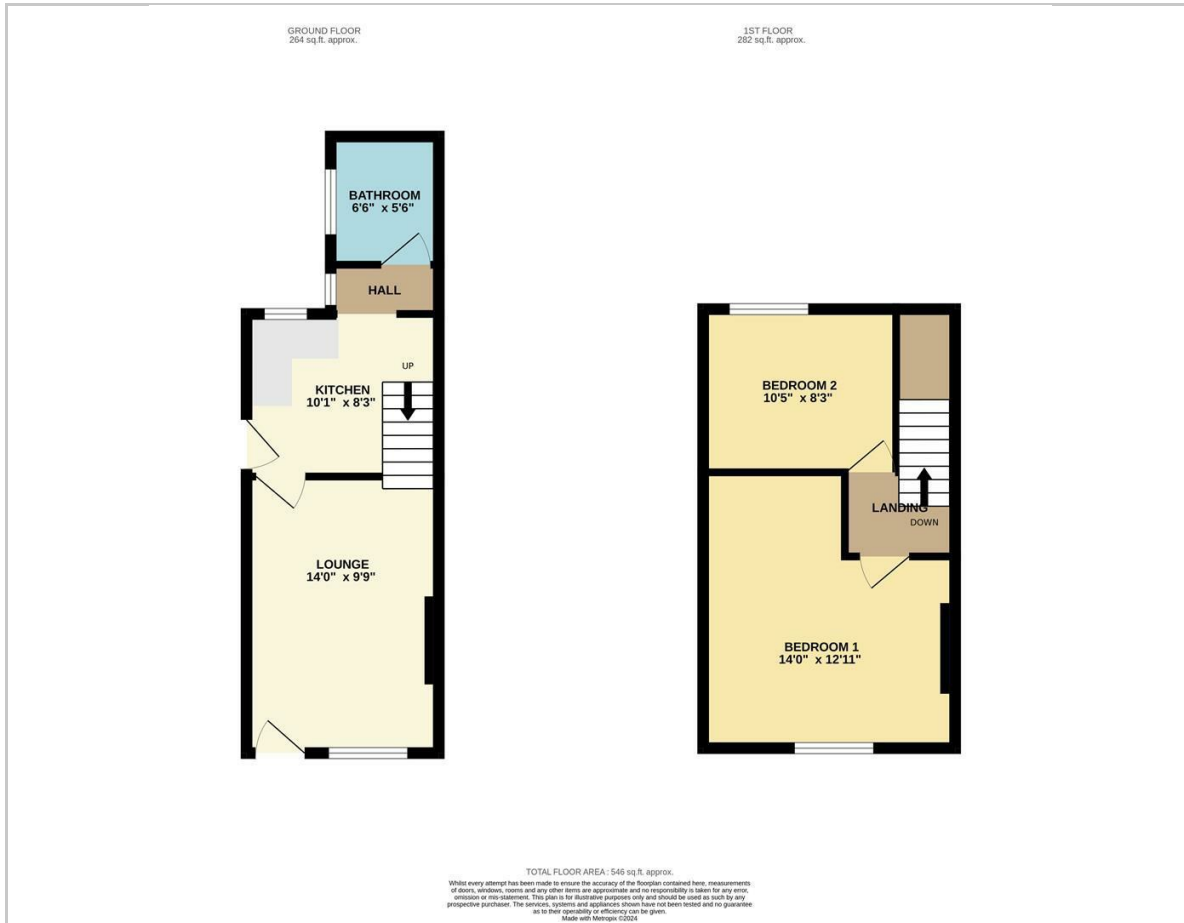 GROUND FLOOR
264 sq.ft. approx.
1ST FLOOR
282 sq.ft. approx.
BATHROOM
6'6" x 5'6"
HALL
UP
KITCHEN
10'1" x 8'3"
LOUNGE
14'0" x 9'9"
BEDROOM 2
10'5" x 8'3"
LANDING
DOWN
BEDROOM 1
14'0" x 12'11"
TOTAL FLOOR AREA : 546 sq.ft. approx.
Whilst every attempt has been made to ensure the accuracy of the floorplan contained here, measurements
of doors, windows, rooms and any other items are approximate and no responsibility is taken for any error,
omission or mis-statement. This plan is for illustrative purposes only and should be used as such by any
prospective purchaser. The services, systems and appliances shown have not been tested and no guarantee
as to their operability or efficiency can be given.
Made with Metropix ©2024